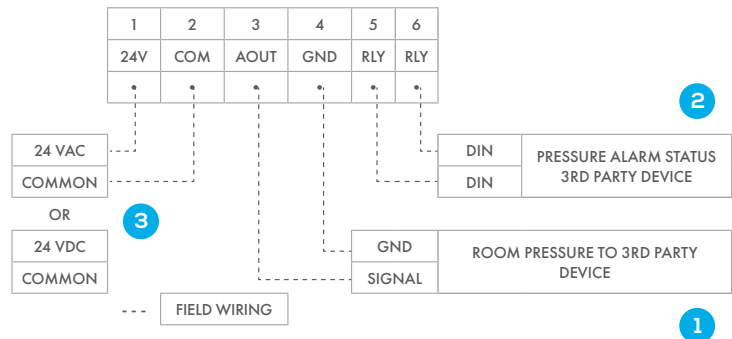 1 2 3 4 5 6
24V COM AOUT GND RLY RLY
2
24 VAC
COMMON
OR
24 VDC
COMMON
3
DIN
DIN
PRESSURE ALARM STATUS
3RD PARTY DEVICE
GND
SIGNAL
ROOM PRESSURE TO 3RD PARTY
DEVICE
FIELD WIRING
1